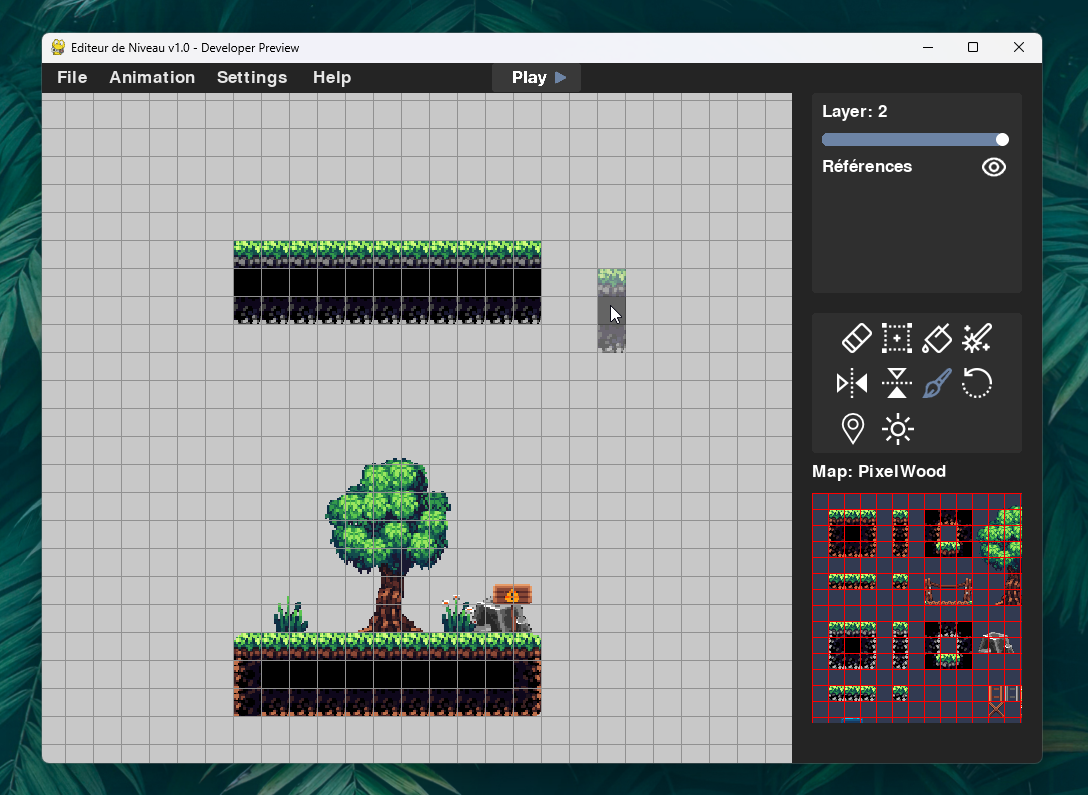 Editeur de Niveau v1.0 - Developer Preview
File Animation Settings Help Play
Layer: 2
Références
Map: PixelWood